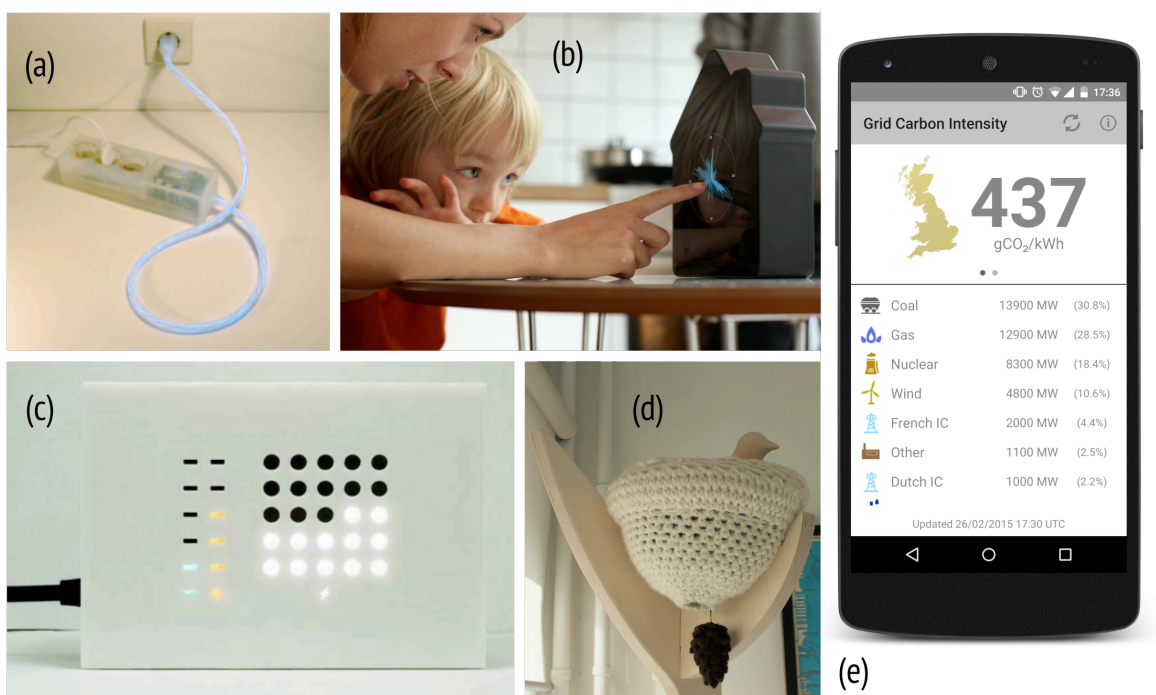 (a)
(b)
17:36
Grid Carbon Intensity
437
gCO₂/kWh
Coal 13900 MW (30.8%)
Gas 12900 MW (28.5%)
Nuclear 8300 MW (18.4%)
Wind 4800 MW (10.6%)
French IC 2000 MW (4.4%)
Other 1100 MW (2.5%)
Dutch IC 1000 MW (2.2%)
Updated 26/02/2015 17:30 UTC
(c)
(d)
(e)